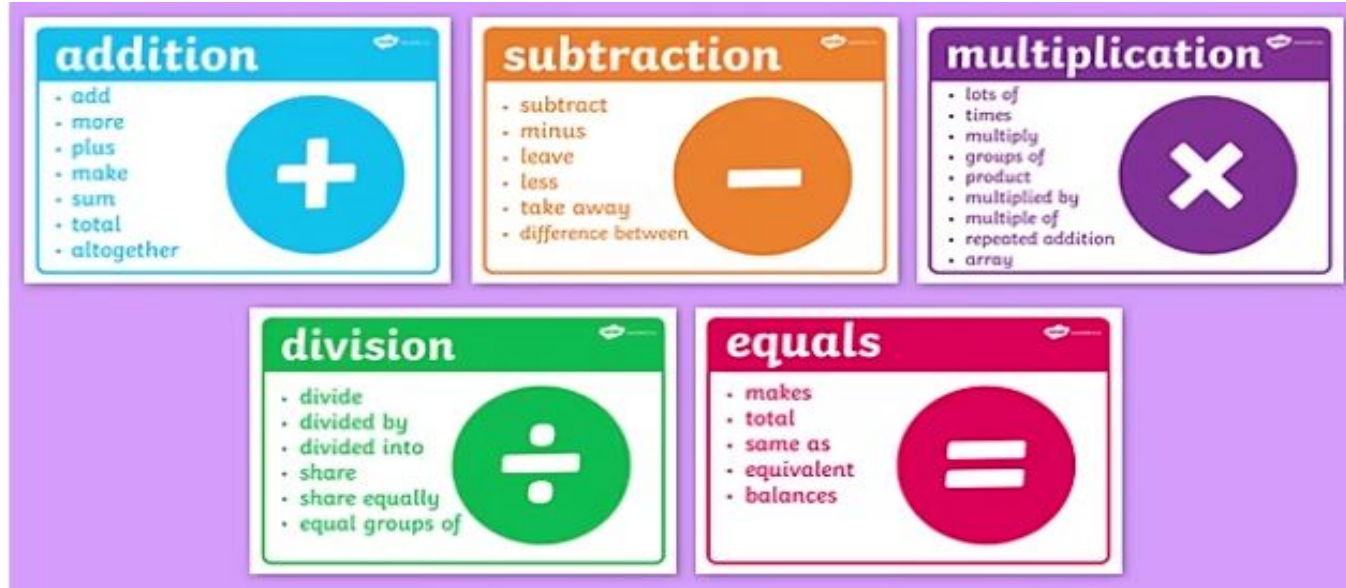 addition
• add
• more
• plus
• make
• sum
• total
• altogether
+
subtraction
• subtract
• minus
• leave
• less
• take away
• difference between
−
multiplication
• lots of
• times
• multiply
• groups of
• product
• multiplied by
• multiple of
• repeated addition
• array
×
division
• divide
• divided by
• divided into
• share
• share equally
• equal groups of
÷
equals
• makes
• total
• same as
• equivalent
• balances
=